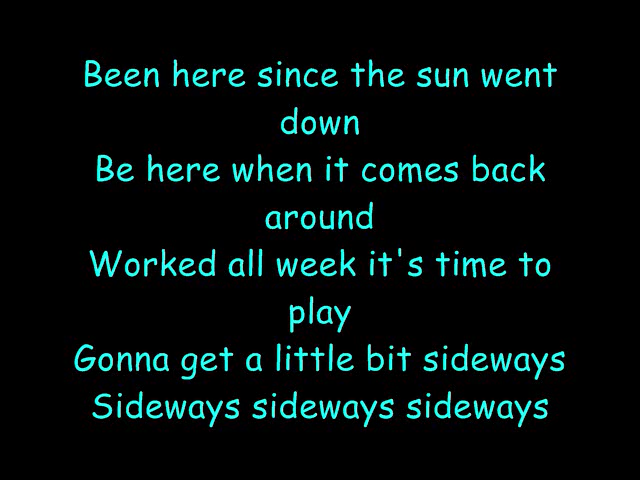 Been here since the sun went
down
Be here when it comes back
around
Worked all week it's time to
play
Gonna get a little bit sideways
Sideways sideways sideways